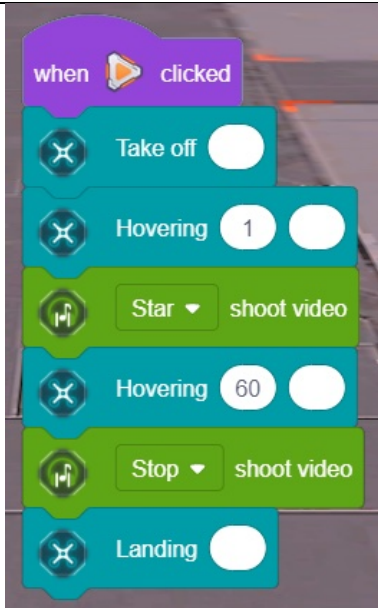 when clicked
Take off
Hovering 1
Star shoot video
Hovering 60
Stop shoot video
Landing